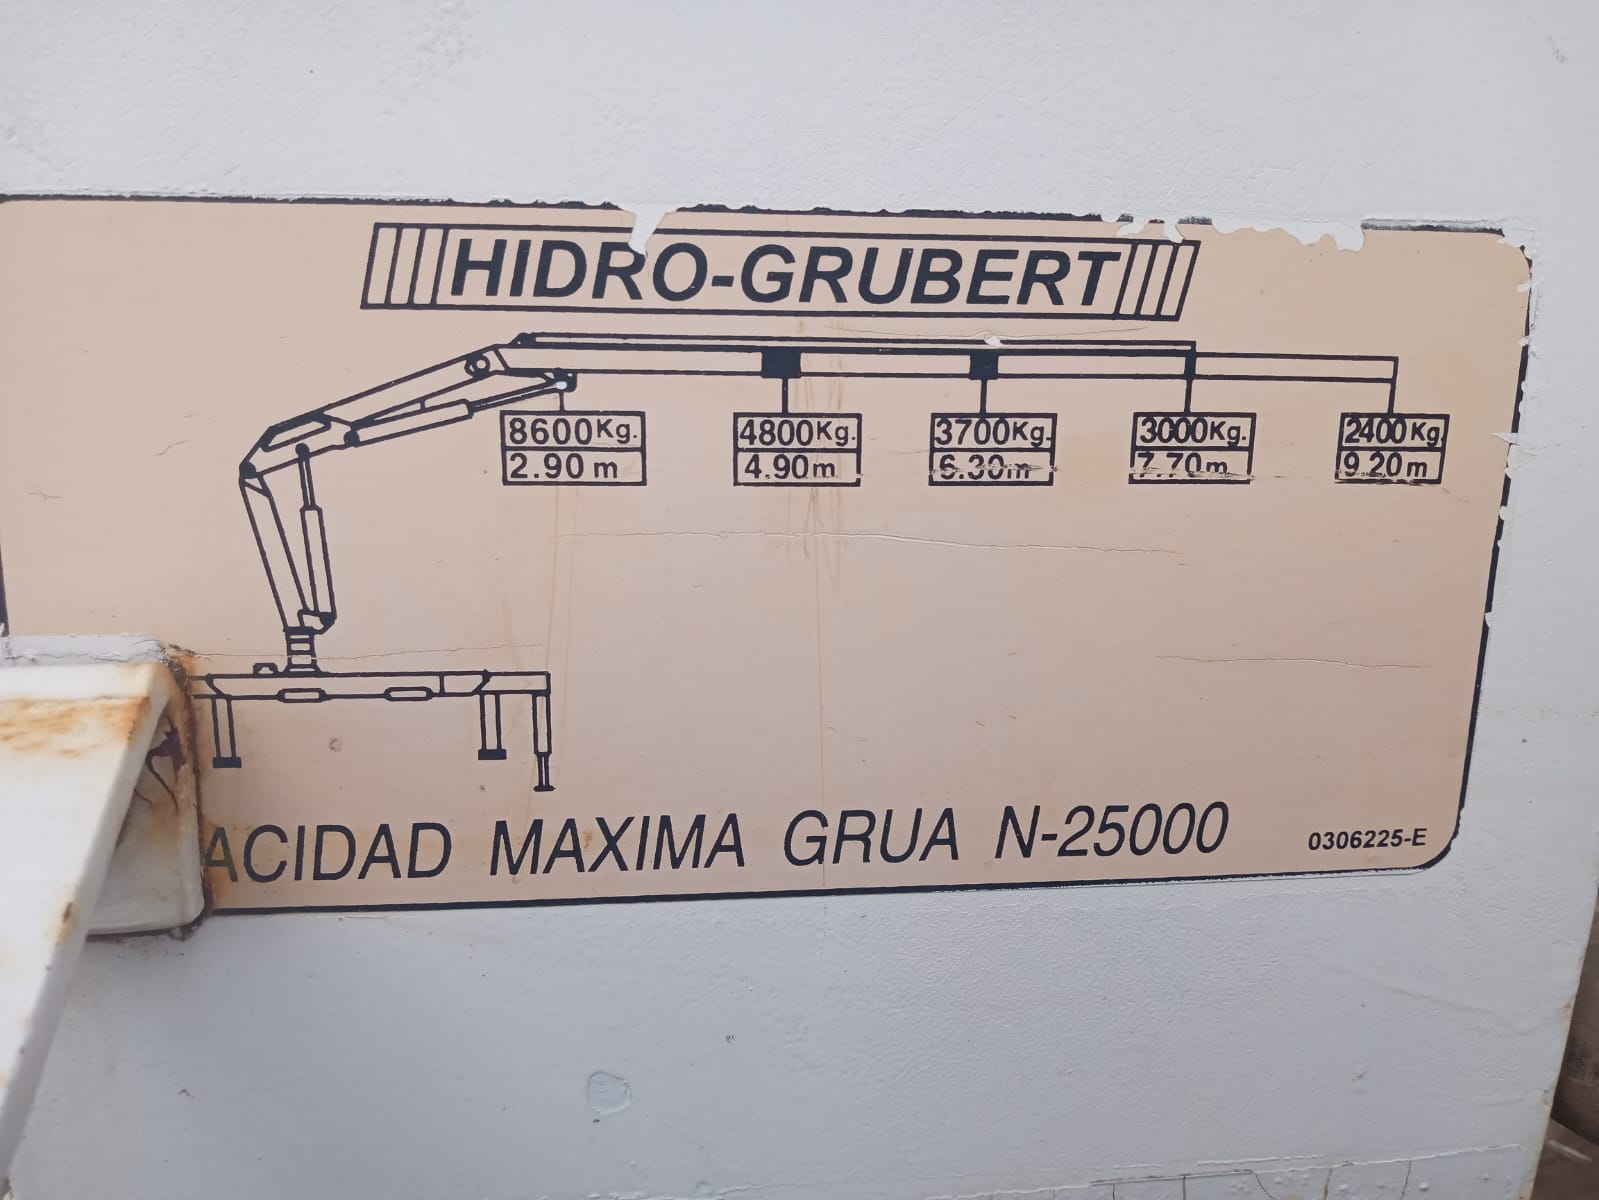 HIDRO-GRUBERT
8600Kg. 4800Kg. 3700Kg. 3000Kg. 2400Kg
2.90 m 4.90m 6.30m 7.70m 9.20m
ACIDAD MAXIMA GRUA N-25000
0306225-E